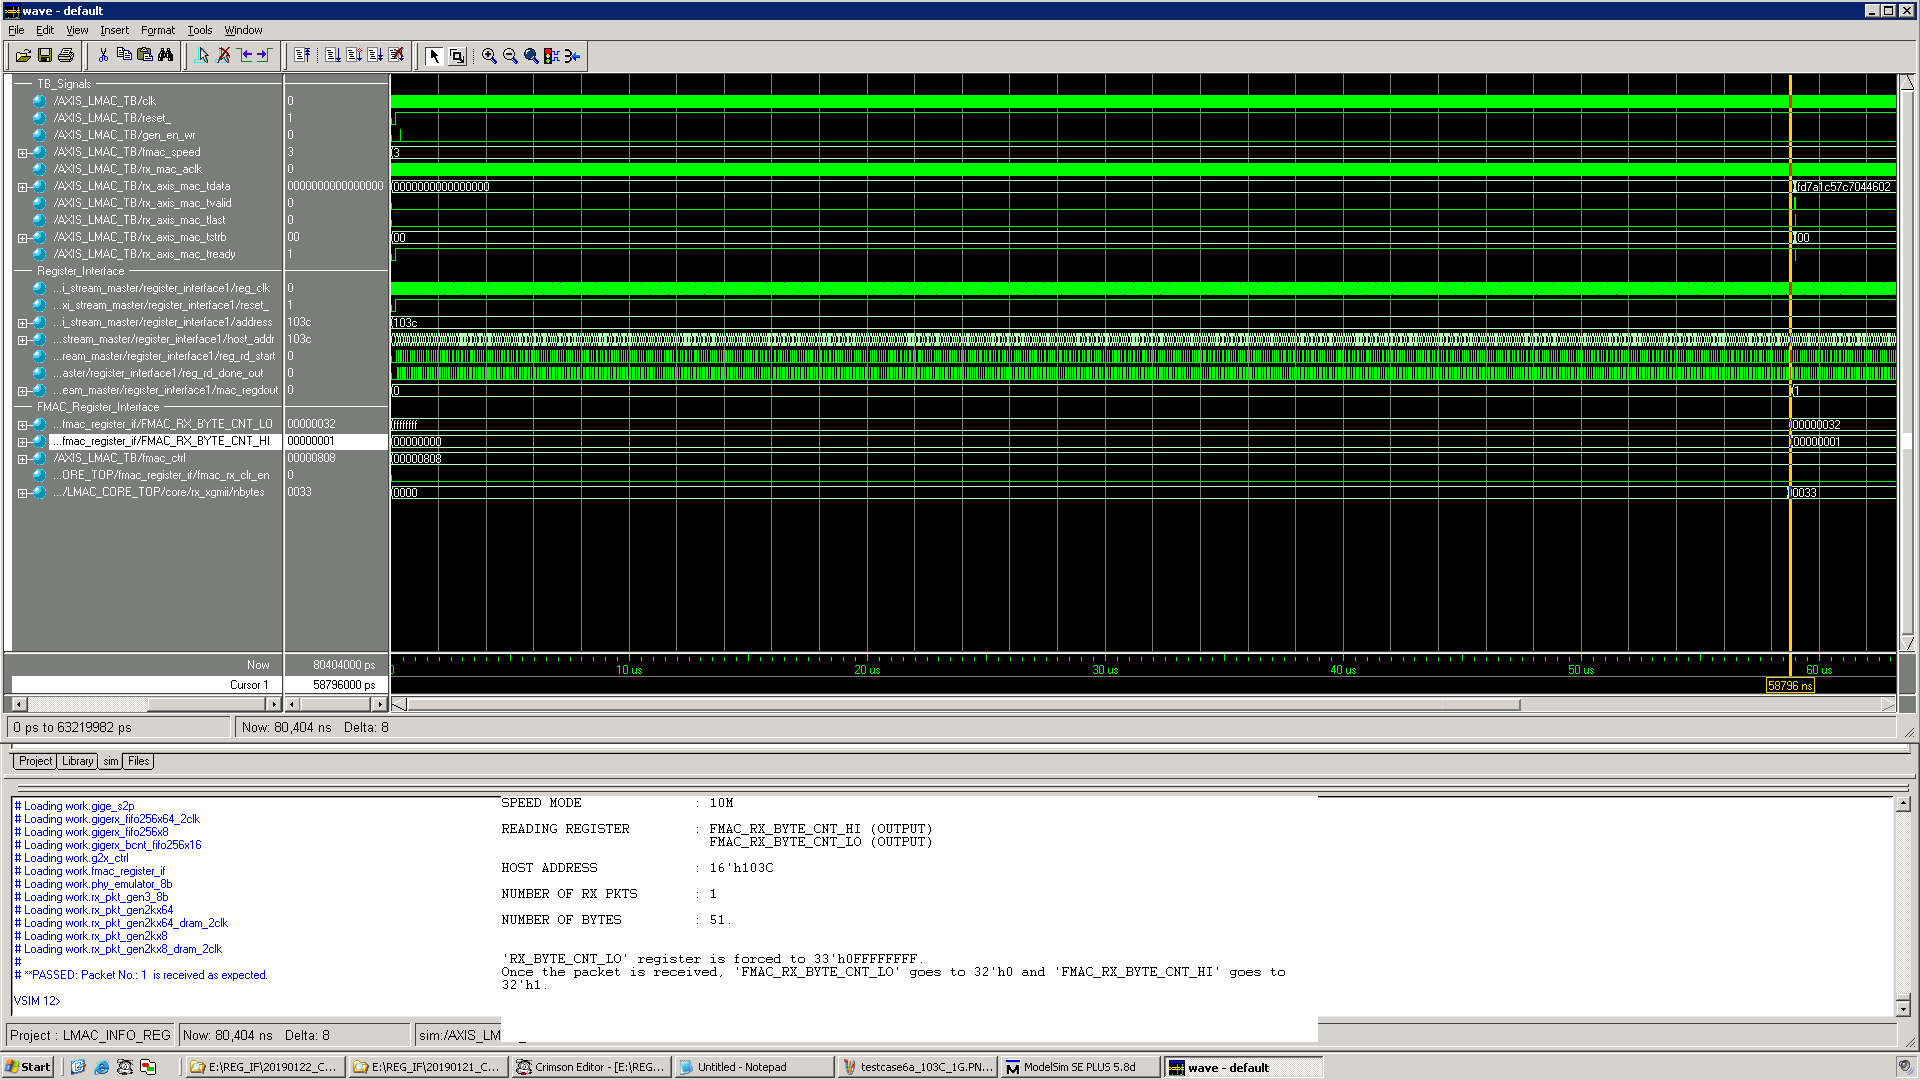 wave - default
File Edit View Insert Format Tools Window
TB_Signals
/AXIS_LMAC_TB/clk 0
/AXIS_LMAC_TB/reset_ 1
/AXIS_LMAC_TB/gen_en_wr 0
/AXIS_LMAC_TB/fmac_speed 3 3
/AXIS_LMAC_TB/rx_mac_aclk 0
/AXIS_LMAC_TB/rx_axis_mac_tdata 0000000000000000 0000000000000000 fd7a1c57c7044602
/AXIS_LMAC_TB/rx_axis_mac_tvalid 0
/AXIS_LMAC_TB/rx_axis_mac_tlast 0
/AXIS_LMAC_TB/rx_axis_mac_tstrb 00 00 00
/AXIS_LMAC_TB/rx_axis_mac_tready 1
Register_Interface
...i_stream_master/register_interface1/reg_clk 0
...xi_stream_master/register_interface1/reset_ 1
...i_stream_master/register_interface1/address 103c 103c
...stream_master/register_interface1/host_addr 103c
...ream_master/register_interface1/reg_rd_start 0
...aster/register_interface1/reg_rd_done_out 0
...eam_master/register_interface1/mac_regdout 0 0 1
FMAC_Register_Interface
...fmac_register_if/FMAC_RX_BYTE_CNT_LO 00000032 ffffffff 00000032
...fmac_register_if/FMAC_RX_BYTE_CNT_HI 00000001 00000000 00000001
/AXIS_LMAC_TB/fmac_ctrl 00000808 00000808
...ORE_TOP/fmac_register_if/fmac_rx_clr_en 0
.../LMAC_CORE_TOP/core/rx_xgmii/nbytes 0033 0000 0033
Now 80404000 ps 10 us 20 us 30 us 40 us 50 us 60 us
Cursor 1 58796000 ps 58796 ns
0 ps to 63219982 ps Now: 80,404 ns Delta: 8
Project Library sim Files
# Loading work.gige_s2p
# Loading work.gigerx_fifo256x64_2clk
# Loading work.gigerx_fifo256x8
# Loading work.gigerx_bcnt_fifo256x16
# Loading work.g2x_ctrl
# Loading work.fmac_register_if
# Loading work.phy_emulator_8b
# Loading work.rx_pkt_gen3_8b
# Loading work.rx_pkt_gen2kx64
# Loading work.rx_pkt_gen2kx64_dram_2clk
# Loading work.rx_pkt_gen2kx8
# Loading work.rx_pkt_gen2kx8_dram_2clk
#
# **PASSED: Packet No.: 1 is received as expected.
VSIM 12>
SPEED MODE : 10M
READING REGISTER : FMAC_RX_BYTE_CNT_HI (OUTPUT)
FMAC_RX_BYTE_CNT_LO (OUTPUT)
HOST ADDRESS : 16'h103C
NUMBER OF RX PKTS : 1
NUMBER OF BYTES : 51.
'RX_BYTE_CNT_LO' register is forced to 33'h0FFFFFFFF.
Once the packet is received, 'FMAC_RX_BYTE_CNT_LO' goes to 32'h0 and 'FMAC_RX_BYTE_CNT_HI' goes to
32'h1.
Project : LMAC_INFO_REG Now: 80,404 ns Delta: 8 sim:/AXIS_LM
Start E:\REG_IF\20190122_C... E:\REG_IF\20190121_C... Crimson Editor - [E:\REG... Untitled - Notepad testcase6a_103C_1G.PN... ModelSim SE PLUS 5.8d wave - default